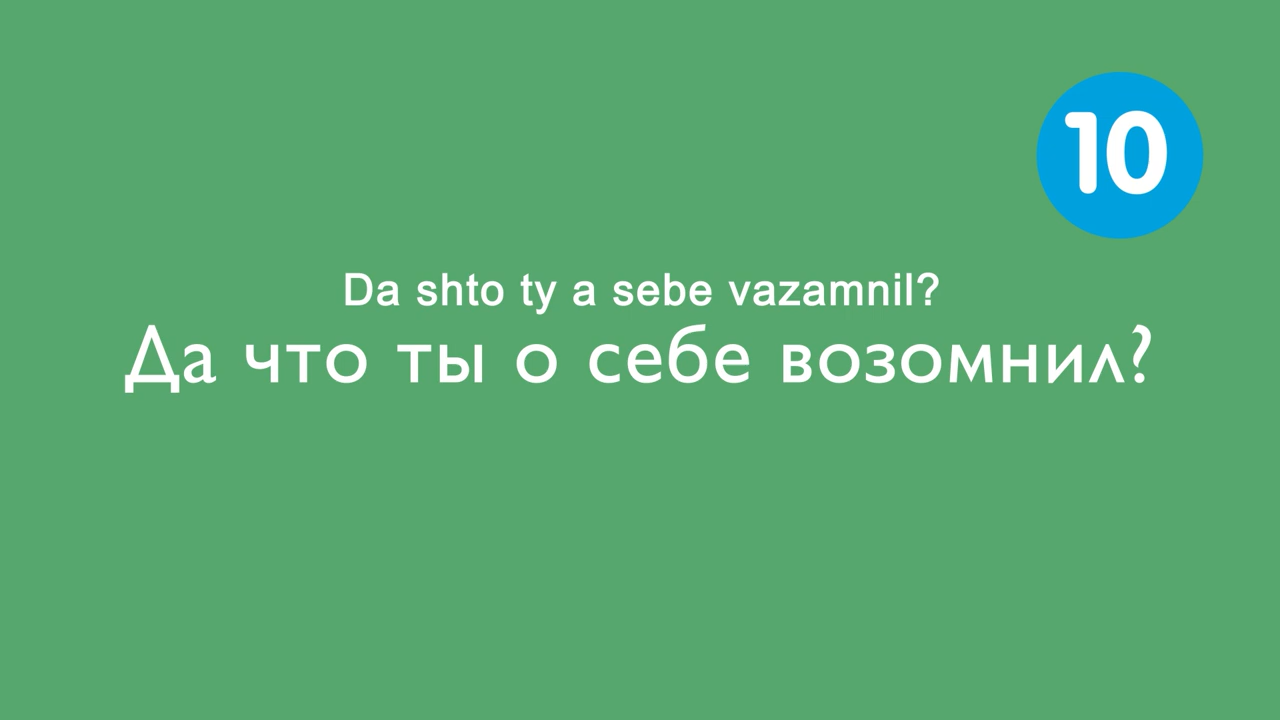 10
Da shto ty a sebe vazamnil?
Да что ты о себе возомнил?